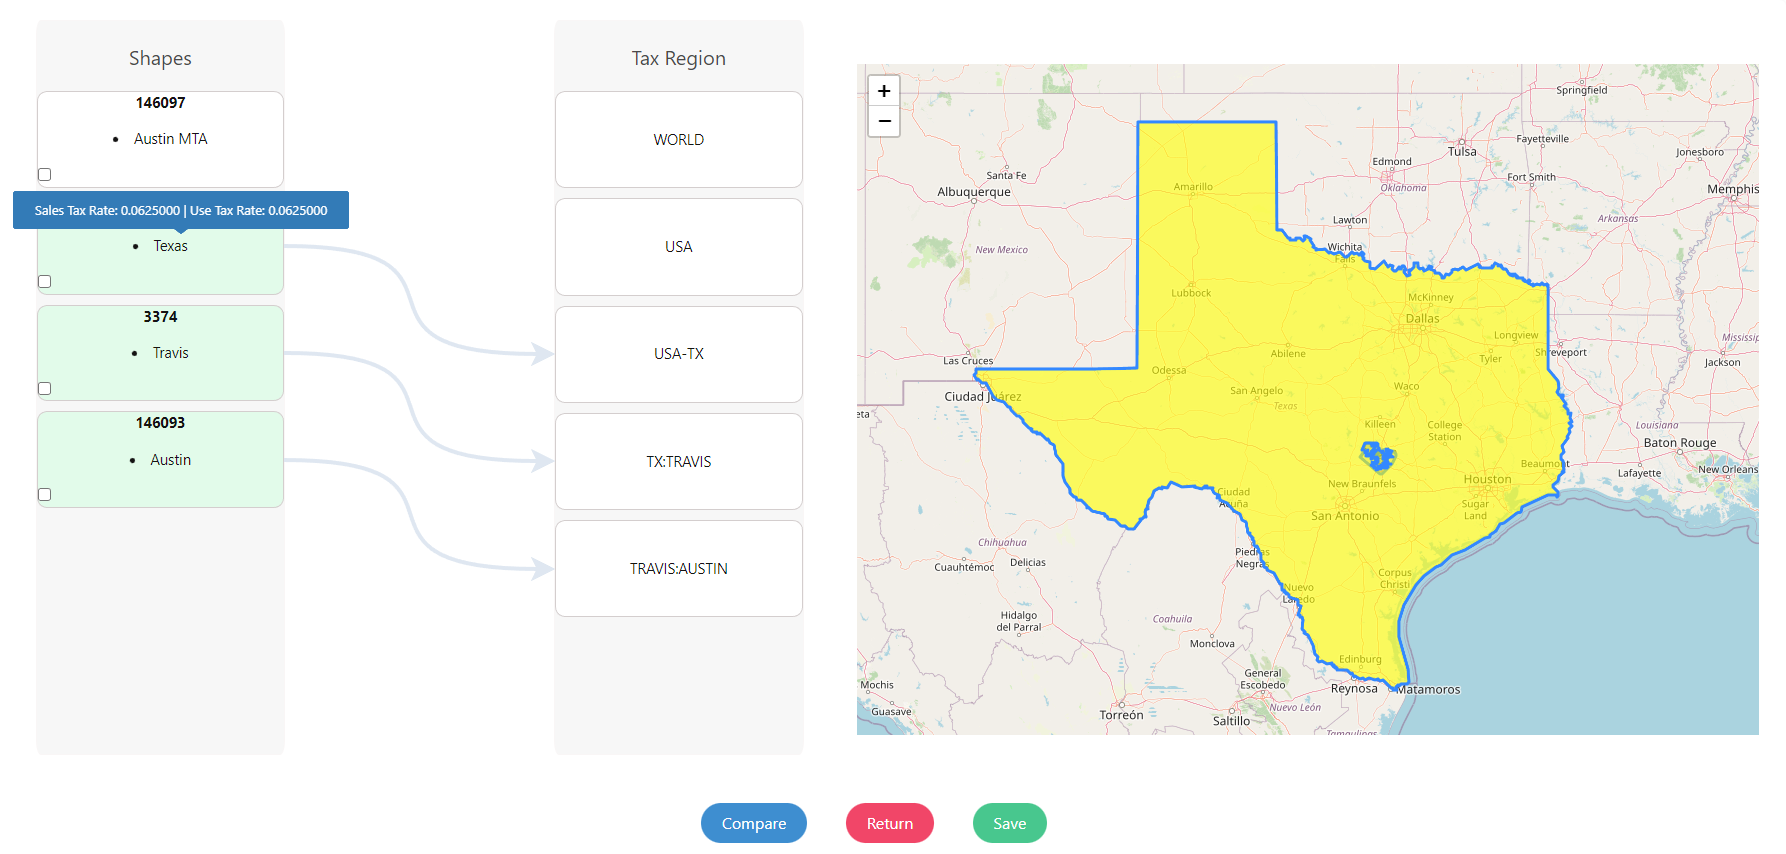 Shapes
146097
Austin MTA
Sales Tax Rate: 0.0625000 | Use Tax Rate: 0.0625000
Texas
3374
Travis
146093
Austin
Tax Region
WORLD
USA
USA-TX
TX:TRAVIS
TRAVIS:AUSTIN
+
−
Springfield
Fayetteville
Tulsa
Jonesboro
Edmond
Santa Fe
Fort Smith
Albuquerque
Amarillo
Oklahoma
Memphis
Lawton
Arkansas
New Mexico
Wichita
Falls
Lubbock
McKinney
Dallas
Longview
Mississip
Las Cruces
Abilene
Shreveport
Tyler
Jackson
Odessa
Ciudad Juárez
San Angelo
Waco
Texas
eta
Killeen
College
Station
Louisiana
Baton Rouge
Beaumont
Lafayette
New Orleans
New Braunfels
Houston
Ciudad
Acuña
San Antonio
Sugar
Land
Chihuahua
Piedras
Negras
Cuauhtémoc
Delicias
Corpus
Christi
Nuevo
Laredo
Hidalgo
del Parral
Coahuila
Monclova
Edinburg
General
Escobedo
Mochis
Reynosa
Matamoros
Guasave
Torreón
Saltillo
Nuevo León
Tamaulipas
Compare
Return
Save